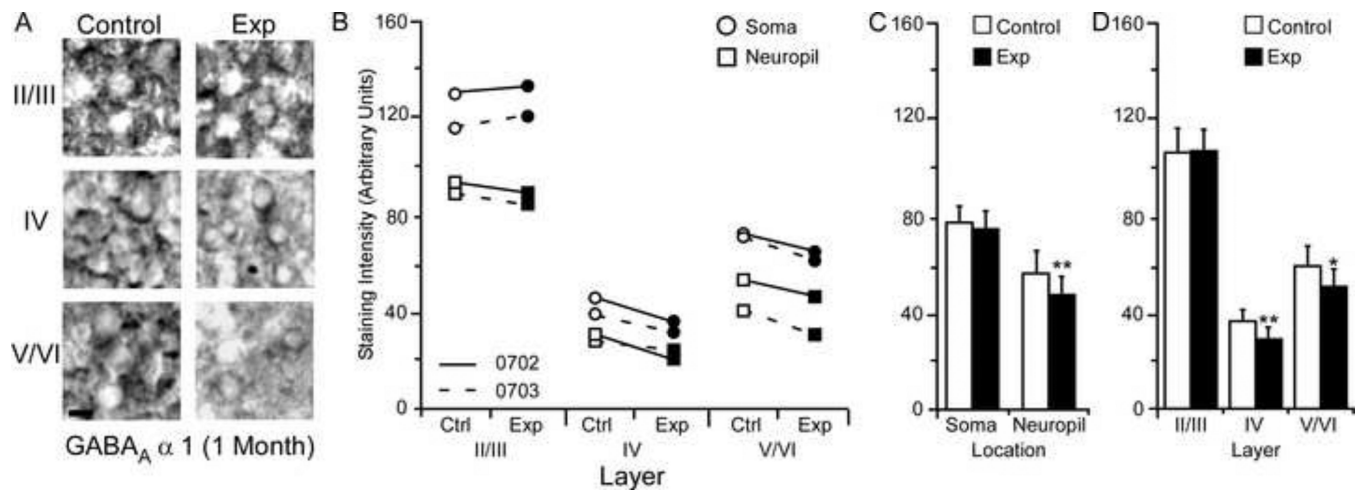 A
Control
Exp
II/III
IV
V/VI
GABA_A α 1 (1 Month)
B
Staining Intensity (Arbitrary Units)
160
120
80
40
0
Soma
Neuropil
0702
0703
Ctrl Exp Ctrl Exp Ctrl Exp
II/III IV V/VI
Layer
C
Control
Exp
160
120
80
40
0
**
Soma Neuropil
Location
D
Control
Exp
160
120
80
40
0
**
*
II/III IV V/VI
Layer